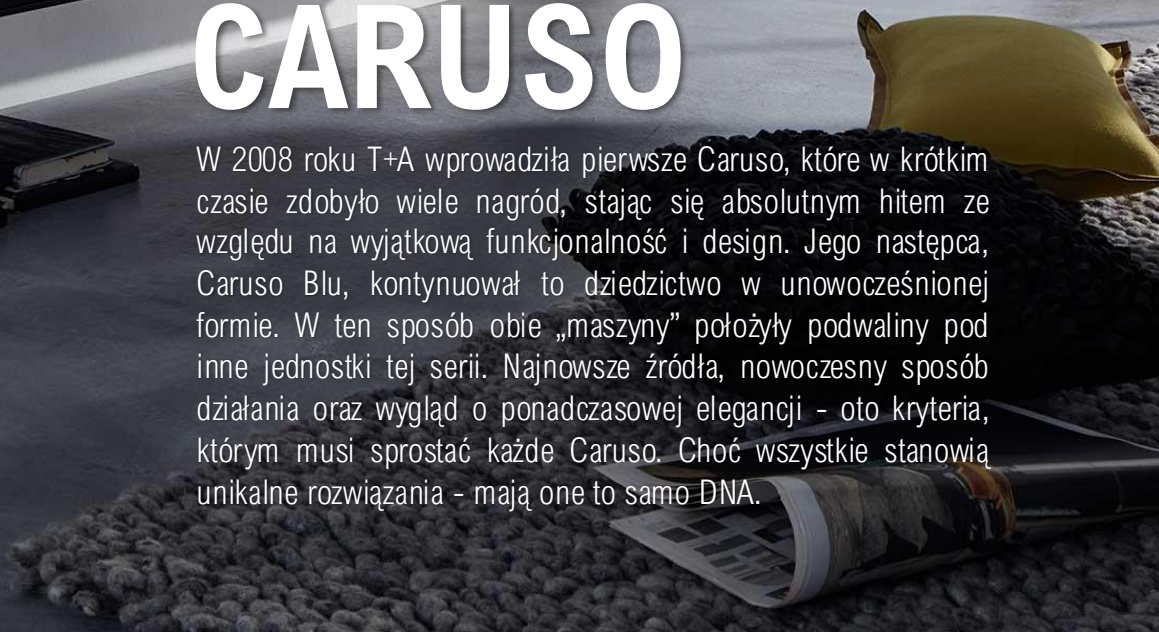 CARUSO
W 2008 roku T+A wprowadziła pierwsze Caruso, które w krótkim
czasie zdobyło wiele nagród, stając się absolutnym hitem ze
względu na wyjątkową funkcjonalność i design. Jego następca,
Caruso Blu, kontynuował to dziedzictwo w unowocześnionej
formie. W ten sposób obie „maszyny” położyły podwaliny pod
inne jednostki tej serii. Najnowsze źródła, nowoczesny sposób
działania oraz wygląd o ponadczasowej elegancji - oto kryteria,
którym musi sprostać każde Caruso. Choć wszystkie stanowią
unikalne rozwiązania - mają one to samo DNA.